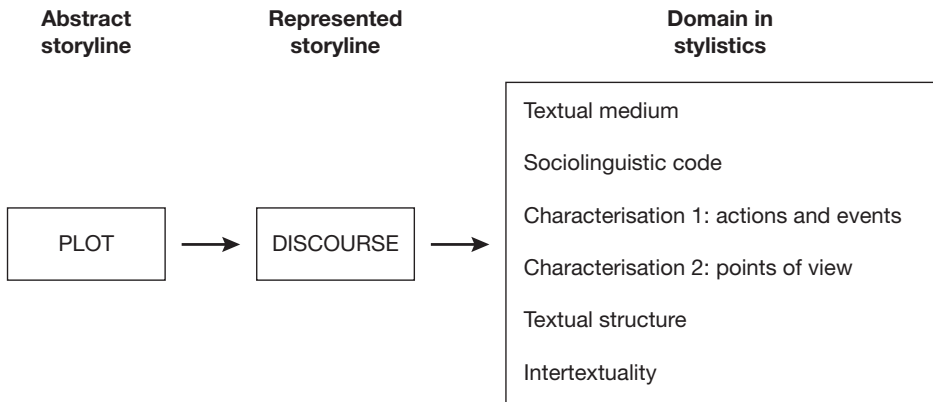 Abstract
storyline
Represented
storyline
Domain in
stylistics
PLOT
DISCOURSE
Textual medium
Sociolinguistic code
Characterisation 1: actions and events
Characterisation 2: points of view
Textual structure
Intertextuality